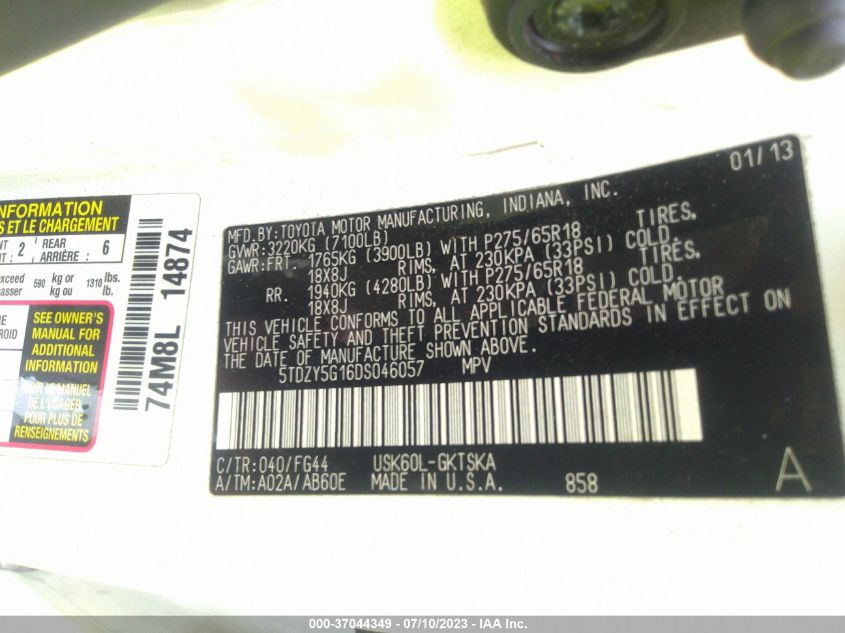 NFORMATION
S ET LE CHARGEMENT
NT 2 REAR ARRIÈRE : 6
exceed
asser 590 kg or kg ou 1310 lbs. lb.
RE
ROID
SEE OWNER'S
MANUAL FOR
ADDITIONAL
INFORMATION
VOIR LE MANUEL
DE L'USAGER
POUR PLUS DE
RENSEIGNEMENTS
74M8L 14874
01/13
MFD.BY:TOYOTA MOTOR MANUFACTURING, INDIANA, INC.
GVWR:3220KG (7100LB)
GAWR:FRT. 1765KG (3900LB) WITH P275/65R18 TIRES,
18X8J RIMS, AT 230KPA (33PSI) COLD.
RR. 1940KG (4280LB) WITH P275/65R18 TIRES,
18X8J RIMS, AT 230KPA (33PSI) COLD.
THIS VEHICLE CONFORMS TO ALL APPLICABLE FEDERAL MOTOR
VEHICLE SAFETY AND THEFT PREVENTION STANDARDS IN EFFECT ON
THE DATE OF MANUFACTURE SHOWN ABOVE.
5TDZY5G16DS046057 MPV
C/TR:040/FG44 USK60L-GKTSKA
A/TM:A02A/AB60E MADE IN U.S.A. 858
A
000-37044349 - 07/10/2023 - IAA Inc.